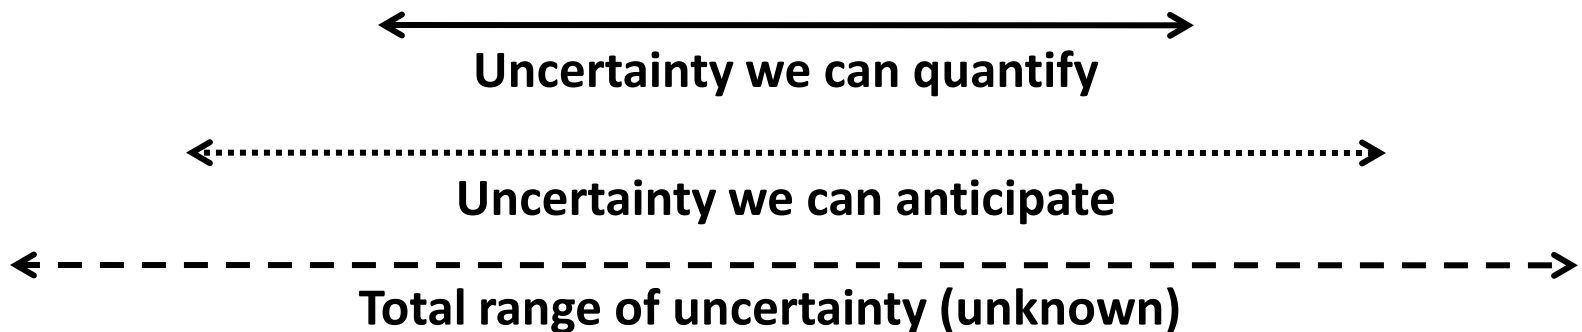 Uncertainty we can quantify
Uncertainty we can anticipate
Total range of uncertainty (unknown)